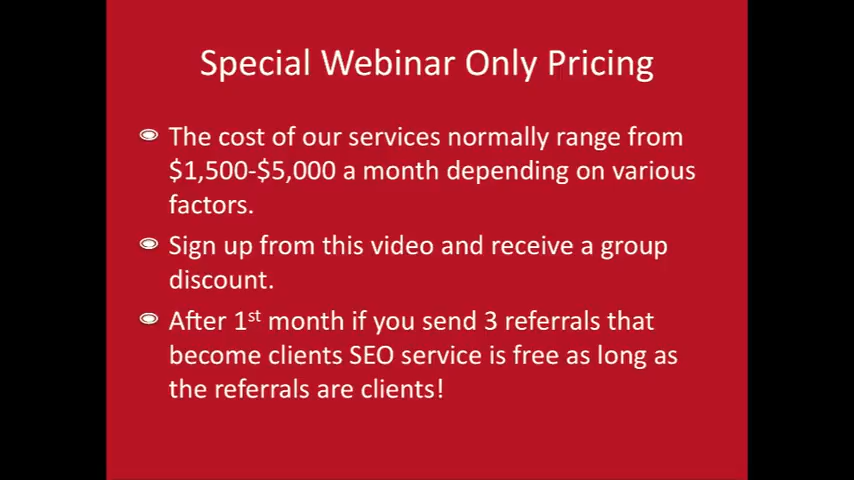 Special Webinar Only Pricing
The cost of our services normally range from
$1,500-$5,000 a month depending on various
factors.
Sign up from this video and receive a group
discount.
After 1st month if you send 3 referrals that
become clients SEO service is free as long as
the referrals are clients!